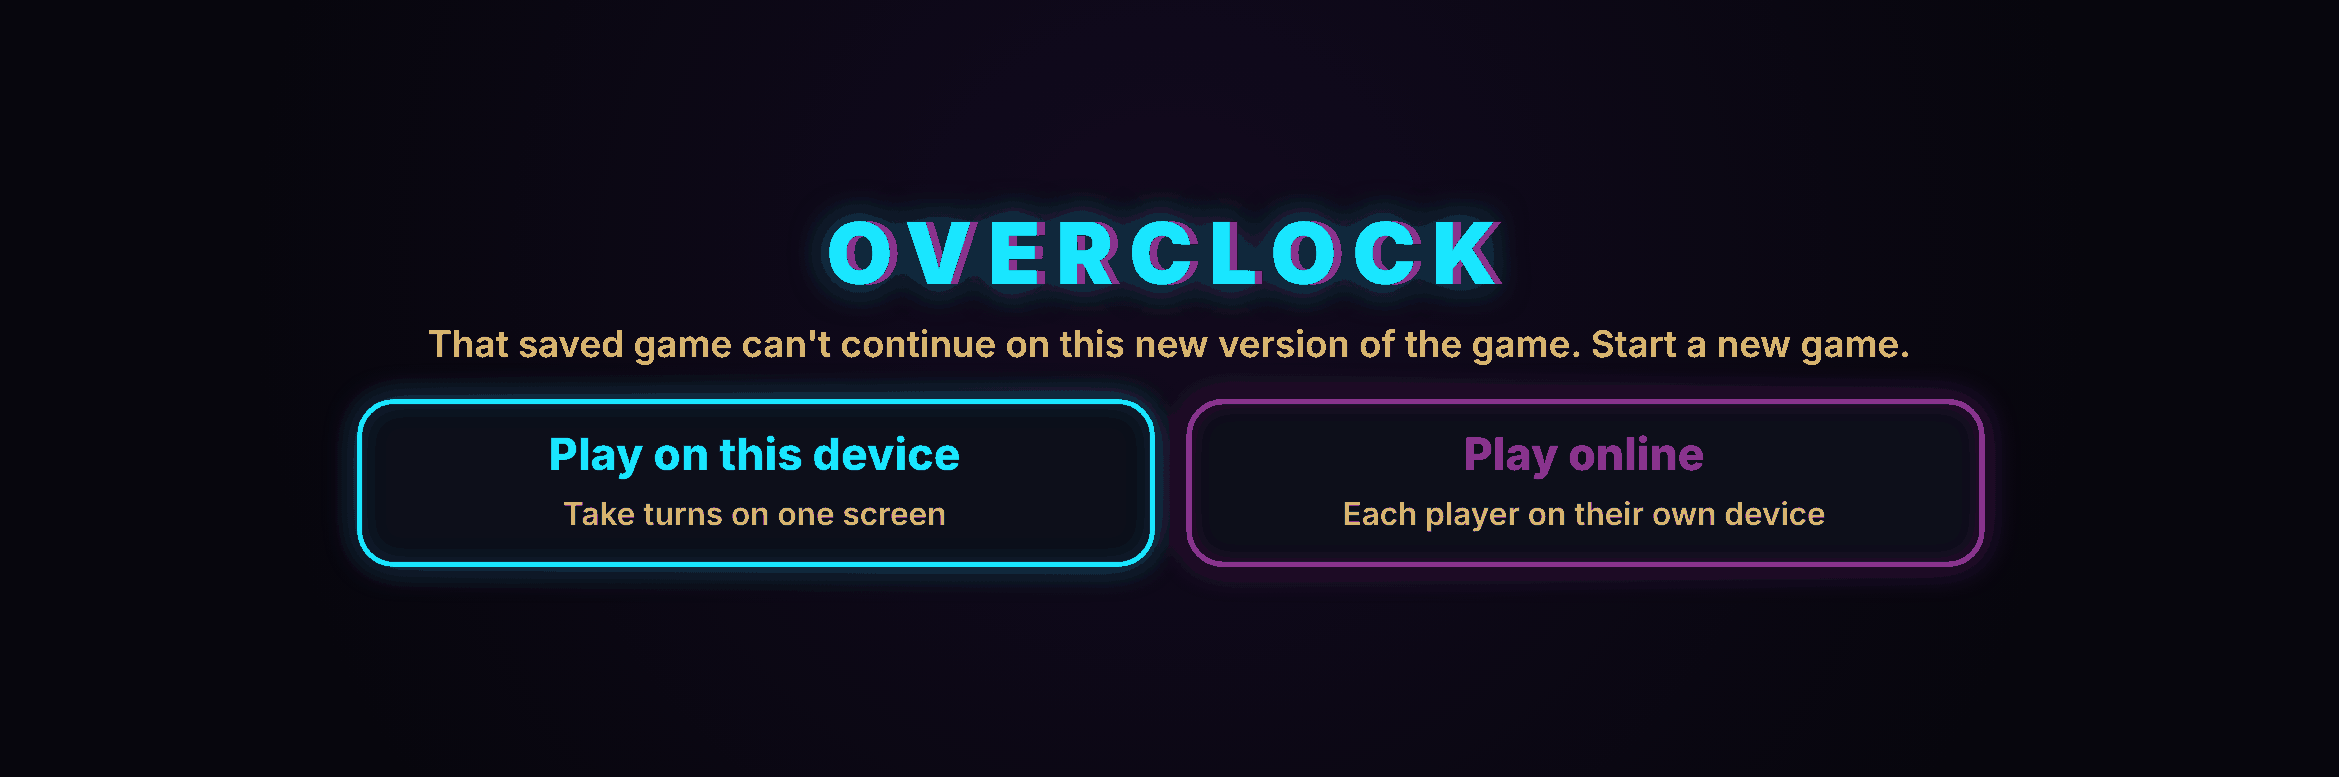 OVERCLOCK
That saved game can't continue on this new version of the game. Start a new game.
Play on this device
Take turns on one screen
Play online
Each player on their own device